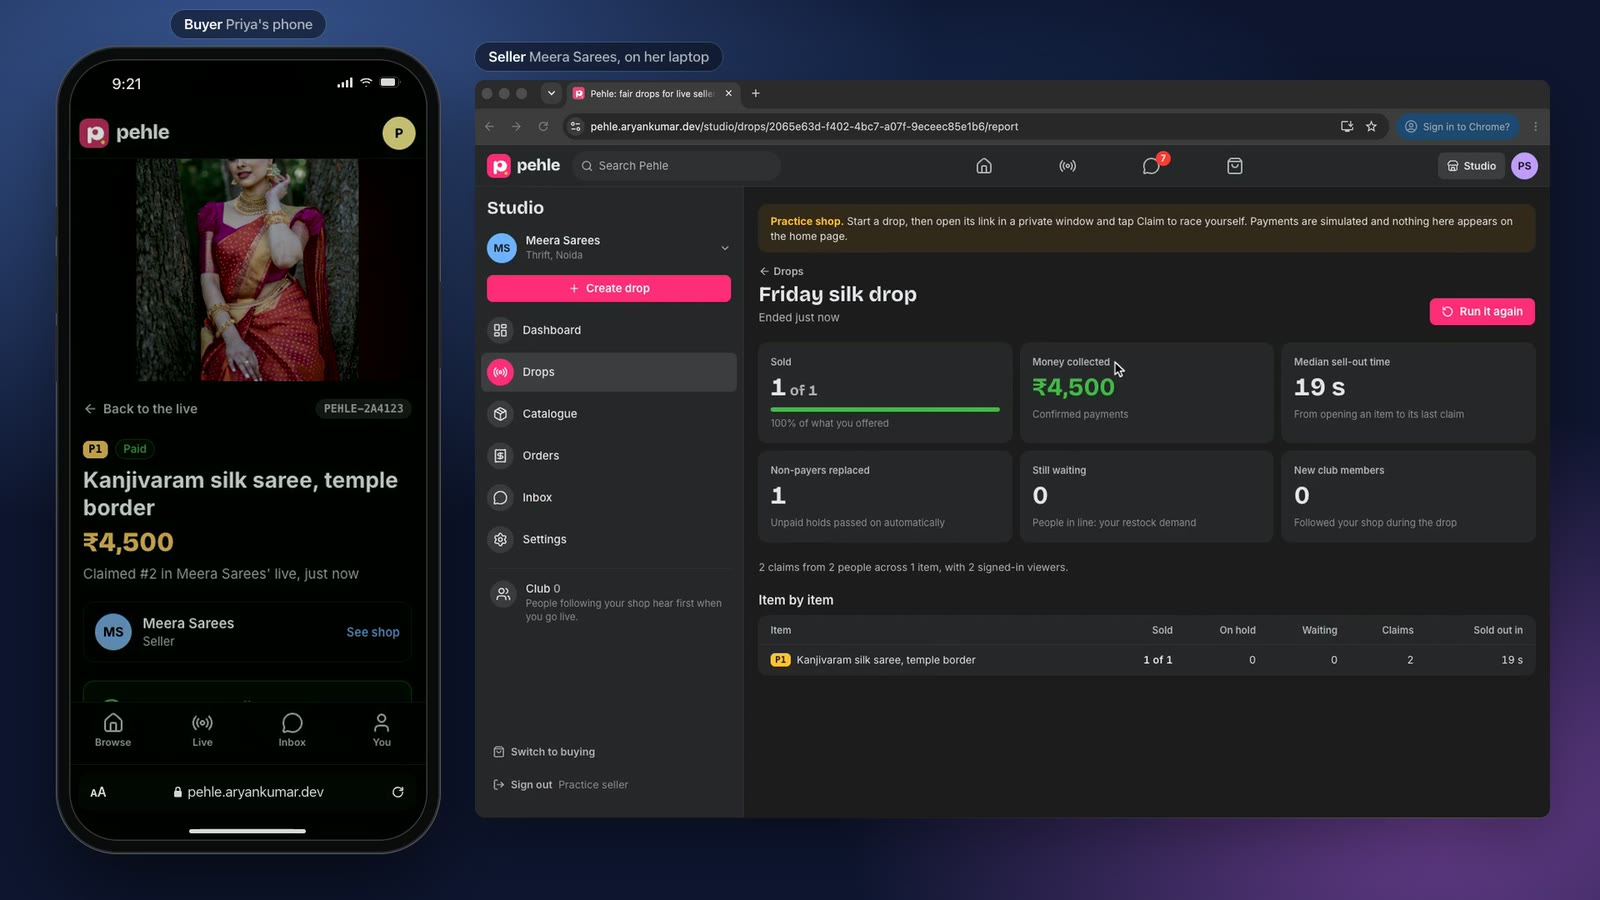 Buyer Priya's phone
9:21
pehle
P
← Back to the live
PEHLE-2A4123
P1 Paid
Kanjivaram silk saree, temple
border
₹4,500
Claimed #2 in Meera Sarees' live, just now
MS
Meera Sarees
Seller
See shop
Browse
Live
Inbox
You
AA
pehle.aryankumar.dev
Seller Meera Sarees, on her laptop
Pehle: fair drops for live selle
pehle.aryankumar.dev/studio/drops/2065e63d-f402-4bc7-a07f-9eceec85e1b6/report
Sign in to Chrome?
pehle
Search Pehle
7
Studio
PS
Studio
MS
Meera Sarees
Thrift, Noida
+ Create drop
Dashboard
Drops
Catalogue
Orders
Inbox
Settings
Club 0
People following your shop hear first when
you go live.
Switch to buying
Sign out Practice seller
Practice shop. Start a drop, then open its link in a private window and tap Claim to race yourself. Payments are simulated and nothing here appears on
the home page.
← Drops
Friday silk drop
Ended just now
Run it again
Sold
1 of 1
100% of what you offered
Money collected
₹4,500
Confirmed payments
Median sell-out time
19 s
From opening an item to its last claim
Non-payers replaced
1
Unpaid holds passed on automatically
Still waiting
0
People in line: your restock demand
New club members
0
Followed your shop during the drop
2 claims from 2 people across 1 item, with 2 signed-in viewers.
Item by item
Item Sold On hold Waiting Claims Sold out in
P1 Kanjivaram silk saree, temple border 1 of 1 0 0 2 19 s